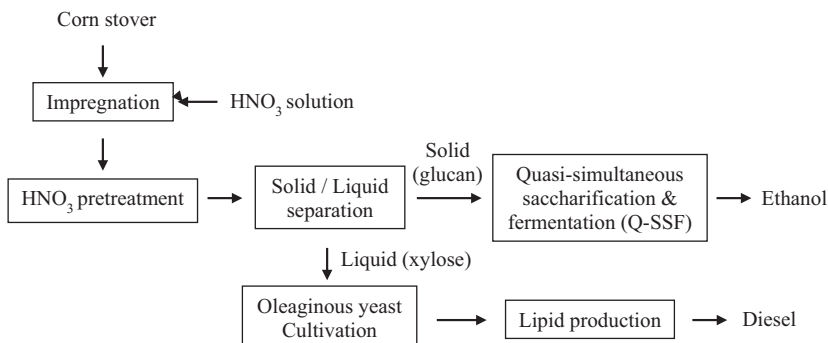 Corn stover
Impregnation
HNO3 solution
HNO3 pretreatment
Solid / Liquid
separation
Solid
(glucan)
Quasi-simultaneous
saccharification &
fermentation (Q-SSF)
Ethanol
Liquid (xylose)
Oleaginous yeast
Cultivation
Lipid production
Diesel